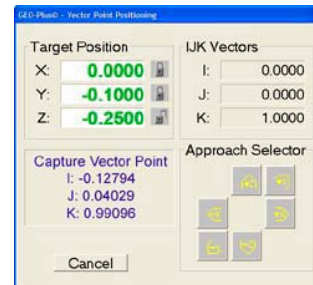 GEO-Plus© - Vector Point Positioning
Target Position
X: 0.0000
Y: -0.1000
Z: -0.2500
IJK Vectors
I: 0.0000
J: 0.0000
K: 1.0000
Capture Vector Point
I: -0.12794
J: 0.04029
K: 0.99096
Approach Selector
Cancel